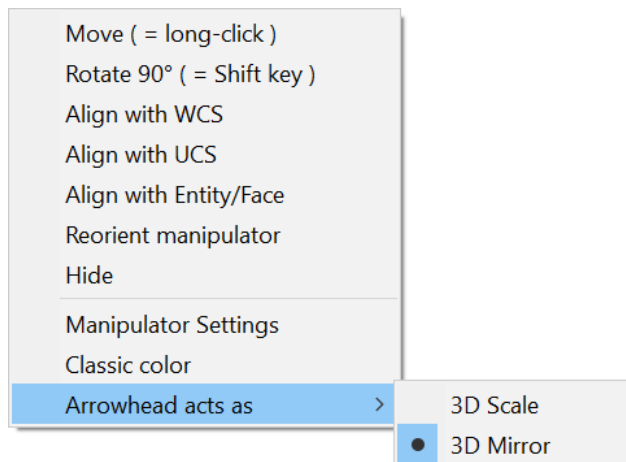 Move ( = long-click )
Rotate 90° ( = Shift key )
Align with WCS
Align with UCS
Align with Entity/Face
Reorient manipulator
Hide
Manipulator Settings
Classic color
Arrowhead acts as
3D Scale
3D Mirror